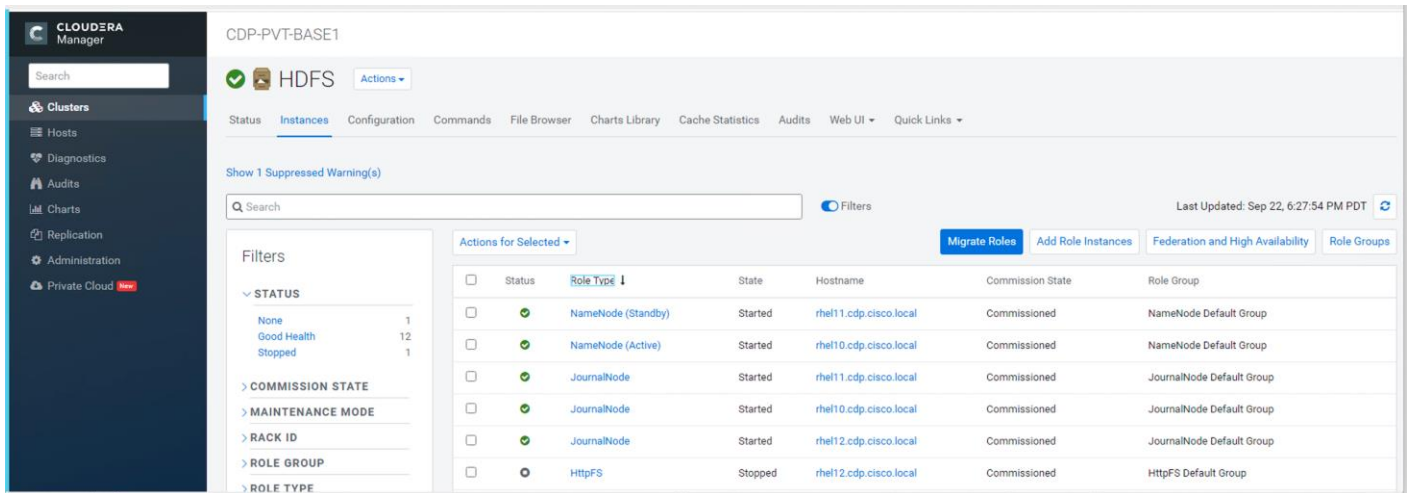 CLOUDERA
Manager
Search
Clusters
Hosts
Diagnostics
Audits
Charts
Replication
Administration
Private Cloud New
CDP-PVT-BASE1
HDFS Actions
Status Instances Configuration Commands File Browser Charts Library Cache Statistics Audits Web UI Quick Links
Show 1 Suppressed Warning(s)
Search Filters Last Updated: Sep 22, 6:27:54 PM PDT
Filters
STATUS
None 1
Good Health 12
Stopped 1
COMMISSION STATE
MAINTENANCE MODE
RACK ID
ROLE GROUP
ROLE TYPE
Actions for Selected Migrate Roles Add Role Instances Federation and High Availability Role Groups
Status Role Type ↓ State Hostname Commission State Role Group
NameNode (Standby) Started rhel11.cdp.cisco.local Commissioned NameNode Default Group
NameNode (Active) Started rhel10.cdp.cisco.local Commissioned NameNode Default Group
JournalNode Started rhel11.cdp.cisco.local Commissioned JournalNode Default Group
JournalNode Started rhel10.cdp.cisco.local Commissioned JournalNode Default Group
JournalNode Started rhel12.cdp.cisco.local Commissioned JournalNode Default Group
HttpFS Stopped rhel12.cdp.cisco.local Commissioned HttpFS Default Group